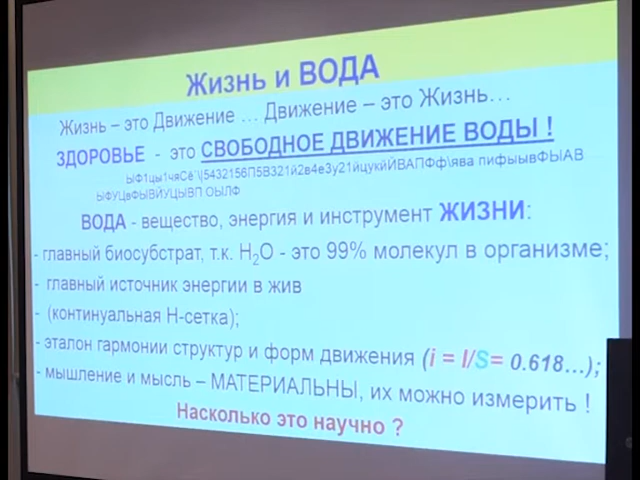 Жизнь и ВОДА
Жизнь – это Движение … Движение – это Жизнь…
ЗДОРОВЬЕ - это СВОБОДНОЕ ДВИЖЕНИЕ ВОДЫ !
ВОДА - вещество, энергия и инструмент ЖИЗНИ:
- главный биосубстрат, т.к. H₂O - это 99% молекул в организме;
- главный источник энергии в жив
- (континуальная Н-сетка);
- эталон гармонии структур и форм движения (i = I/S= 0.618…);
- мышление и мысль – МАТЕРИАЛЬНЫ, их можно измерить !
Насколько это научно ?